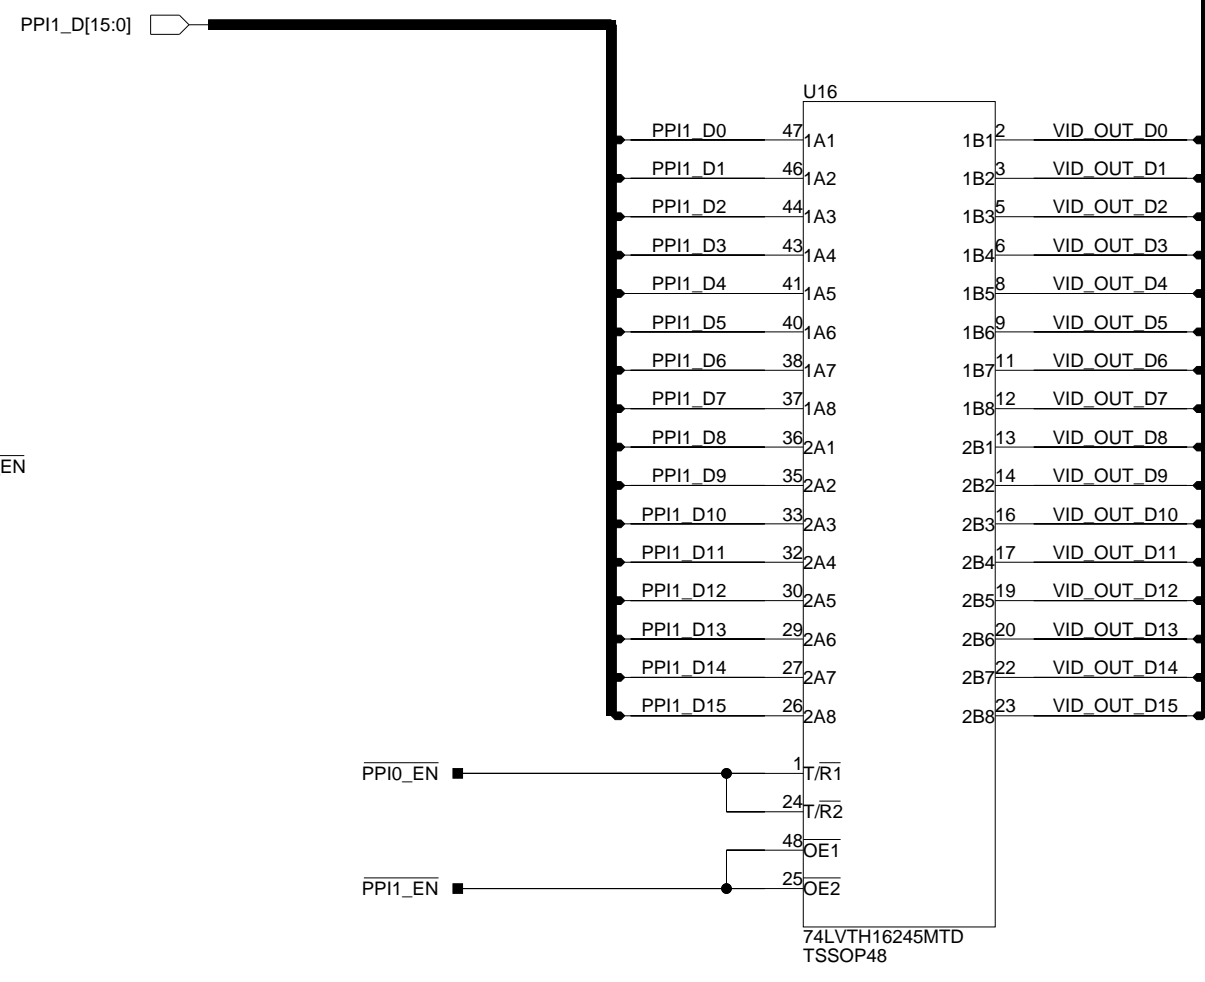 PPI1_D[15:0]
U16
PPI1_D0 47 1A1 1B1 2 VID_OUT_D0
PPI1_D1 46 1A2 1B2 3 VID_OUT_D1
PPI1_D2 44 1A3 1B3 5 VID_OUT_D2
PPI1_D3 43 1A4 1B4 6 VID_OUT_D3
PPI1_D4 41 1A5 1B5 8 VID_OUT_D4
PPI1_D5 40 1A6 1B6 9 VID_OUT_D5
PPI1_D6 38 1A7 1B7 11 VID_OUT_D6
PPI1_D7 37 1A8 1B8 12 VID_OUT_D7
PPI1_D8 36 2A1 2B1 13 VID_OUT_D8
EN
PPI1_D9 35 2A2 2B2 14 VID_OUT_D9
PPI1_D10 33 2A3 2B3 16 VID_OUT_D10
PPI1_D11 32 2A4 2B4 17 VID_OUT_D11
PPI1_D12 30 2A5 2B5 19 VID_OUT_D12
PPI1_D13 29 2A6 2B6 20 VID_OUT_D13
PPI1_D14 27 2A7 2B7 22 VID_OUT_D14
PPI1_D15 26 2A8 2B8 23 VID_OUT_D15
PPI0_EN 1 T/R1
24 T/R2
48 OE1
PPI1_EN 25 OE2
74LVTH16245MTD
TSSOP48